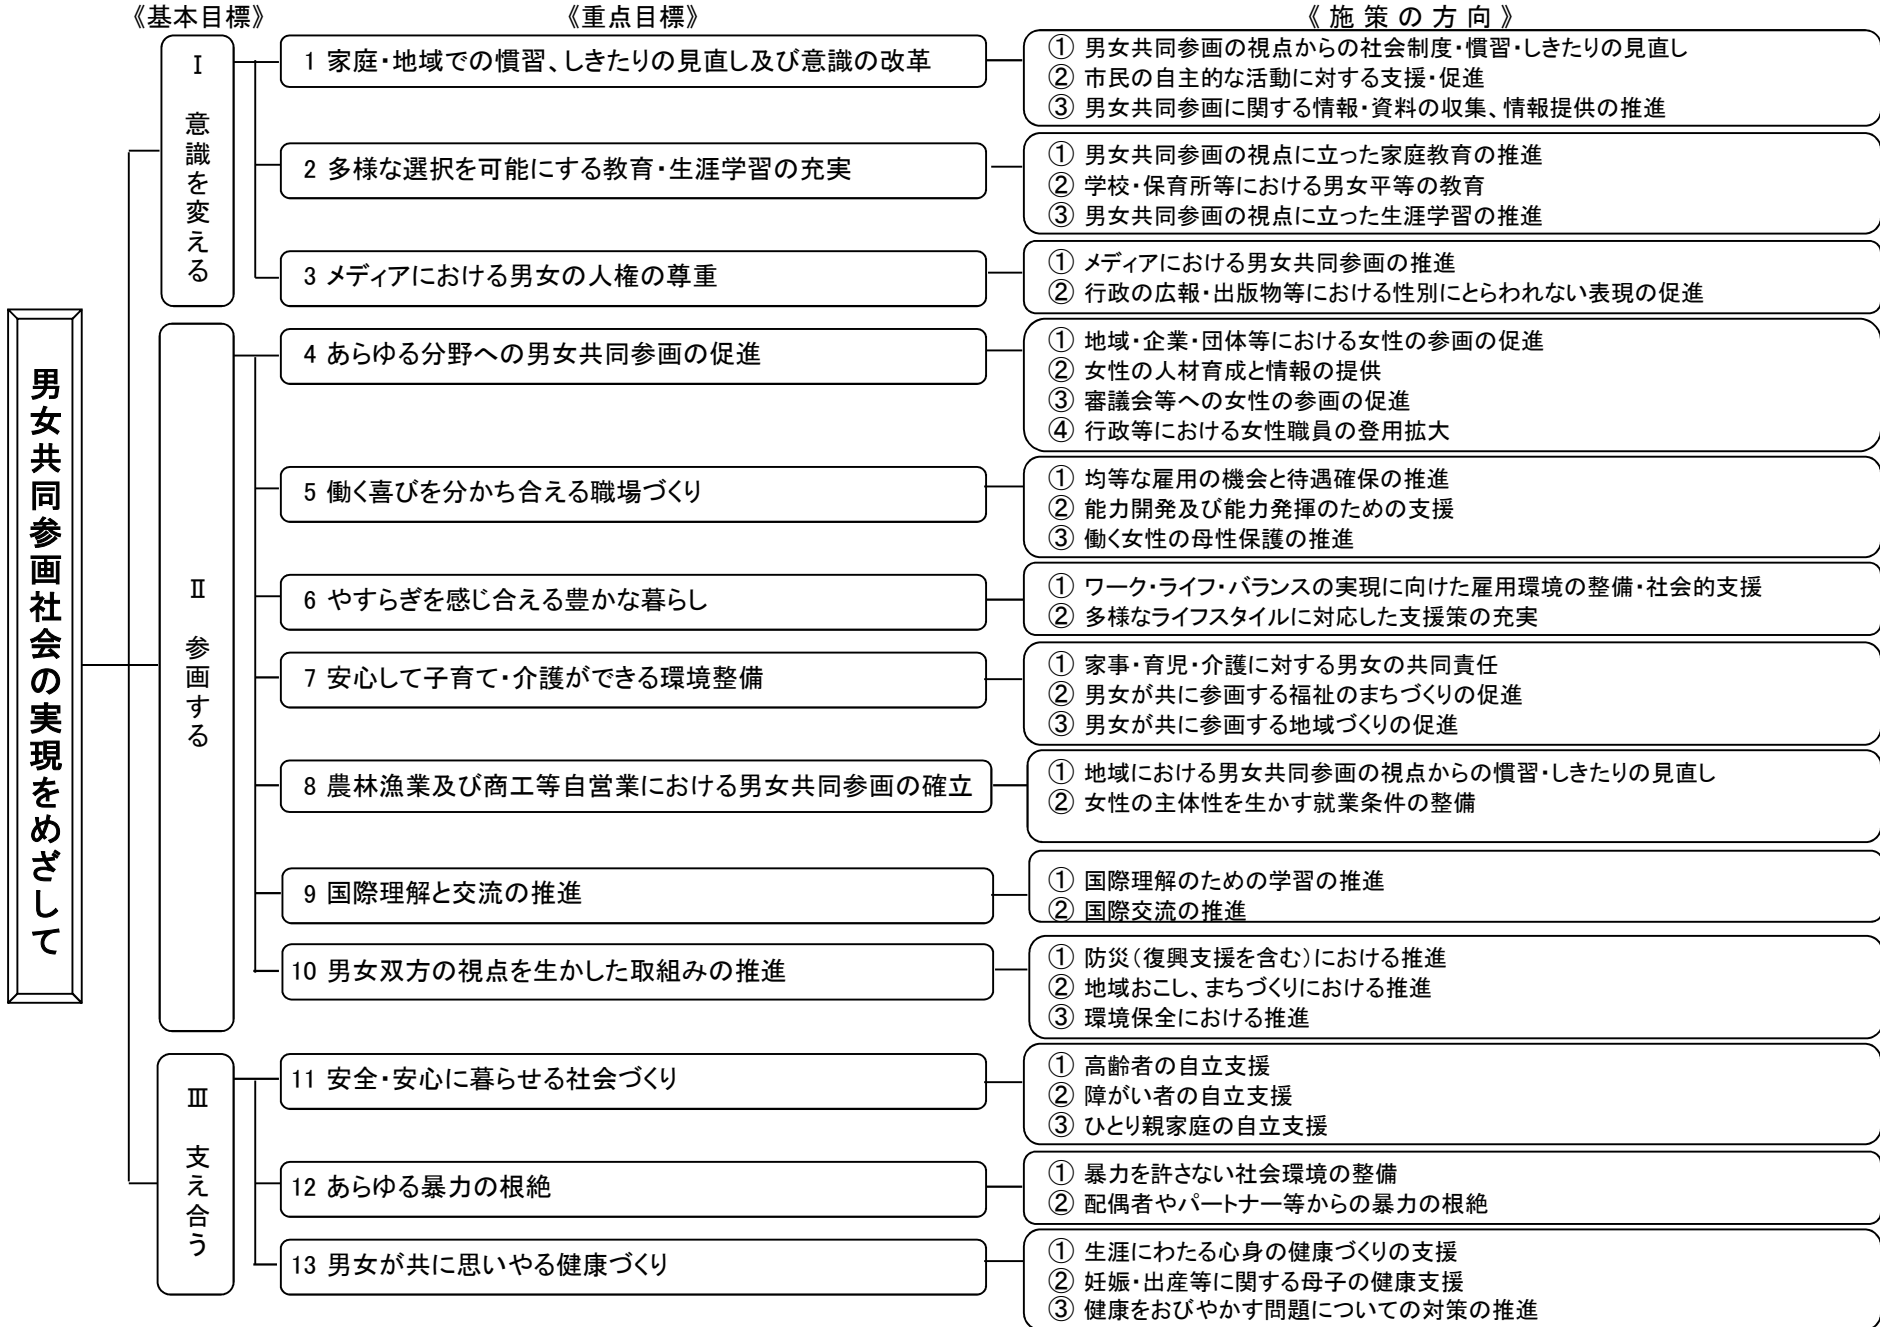 《基本目標》
《重点目標》
《 施 策 の 方 向 》
男女共同参画社会の実現をめざして
Ⅰ 意識を変える
1 家庭・地域での慣習、しきたりの見直し及び意識の改革
① 男女共同参画の視点からの社会制度・慣習・しきたりの見直し
② 市民の自主的な活動に対する支援・促進
③ 男女共同参画に関する情報・資料の収集、情報提供の推進
2 多様な選択を可能にする教育・生涯学習の充実
① 男女共同参画の視点に立った家庭教育の推進
② 学校・保育所等における男女平等の教育
③ 男女共同参画の視点に立った生涯学習の推進
3 メディアにおける男女の人権の尊重
① メディアにおける男女共同参画の推進
② 行政の広報・出版物等における性別にとらわれない表現の促進
Ⅱ 参画する
4 あらゆる分野への男女共同参画の促進
① 地域・企業・団体等における女性の参画の促進
② 女性の人材育成と情報の提供
③ 審議会等への女性の参画の促進
④ 行政等における女性職員の登用拡大
5 働く喜びを分かち合える職場づくり
① 均等な雇用の機会と待遇確保の推進
② 能力開発及び能力発揮のための支援
③ 働く女性の母性保護の推進
6 やすらぎを感じ合える豊かな暮らし
① ワーク・ライフ・バランスの実現に向けた雇用環境の整備・社会的支援
② 多様なライフスタイルに対応した支援策の充実
7 安心して子育て・介護ができる環境整備
① 家事・育児・介護に対する男女の共同責任
② 男女が共に参画する福祉のまちづくりの促進
③ 男女が共に参画する地域づくりの促進
8 農林漁業及び商工等自営業における男女共同参画の確立
① 地域における男女共同参画の視点からの慣習・しきたりの見直し
② 女性の主体性を生かす就業条件の整備
9 国際理解と交流の推進
① 国際理解のための学習の推進
② 国際交流の推進
10 男女双方の視点を生かした取組みの推進
① 防災(復興支援を含む)における推進
② 地域おこし、まちづくりにおける推進
③ 環境保全における推進
Ⅲ 支え合う
11 安全・安心に暮らせる社会づくり
① 高齢者の自立支援
② 障がい者の自立支援
③ ひとり親家庭の自立支援
12 あらゆる暴力の根絶
① 暴力を許さない社会環境の整備
② 配偶者やパートナー等からの暴力の根絶
13 男女が共に思いやる健康づくり
① 生涯にわたる心身の健康づくりの支援
② 妊娠・出産等に関する母子の健康支援
③ 健康をおびやかす問題についての対策の推進